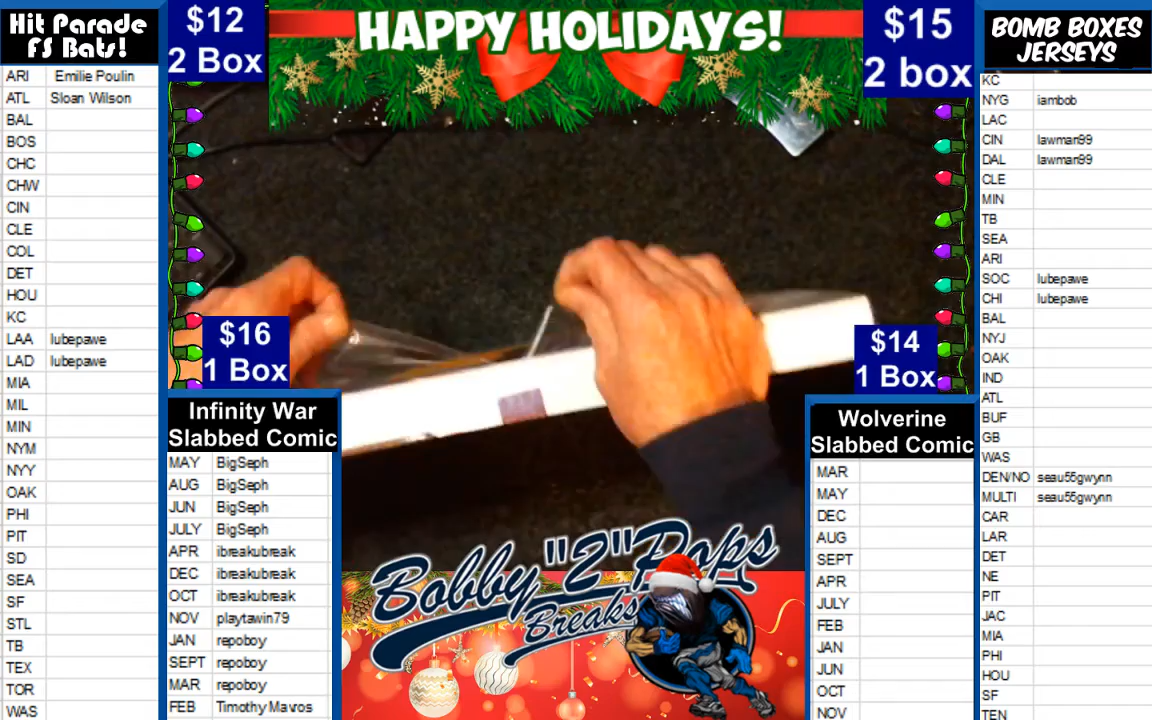 Hit Parade
FS Bats!
ARI Emilie Poulin
ATL Sloan Wilson
BAL
BOS
CHC
CHW
CIN
CLE
COL
DET
HOU
KC
LAA lubepawe
LAD lubepawe
MIA
MIL
MIN
NYM
NYY
OAK
PHI
PIT
SD
SEA
SF
STL
TB
TEX
TOR
WAS
$12
2 Box
HAPPY HOLIDAYS!
$15
2 box
$16
1 Box
$14
1 Box
Infinity War
Slabbed Comic
MAY BigSeph
AUG BigSeph
JUN BigSeph
JULY BigSeph
APR ibreakubreak
DEC ibreakubreak
OCT ibreakubreak
NOV playtawin79
JAN repoboy
SEPT repoboy
MAR repoboy
FEB Timothy Mavros
Bobby "2" Pops
Breaks
Wolverine
Slabbed Comic
MAR
MAY
DEC
AUG
SEPT
APR
JULY
FEB
JAN
JUN
OCT
NOV
BOMB BOXES
JERSEYS
KC
NYG iambob
LAC
CIN lawman99
DAL lawman99
CLE
MIN
TB
SEA
ARI
SOC lubepawe
CHI lubepawe
BAL
NYJ
OAK
IND
ATL
BUF
GB
WAS
DEN/NO seau55gwynn
MULTI seau55gwynn
CAR
LAR
DET
NE
PIT
JAC
MIA
PHI
HOU
SF
TEN